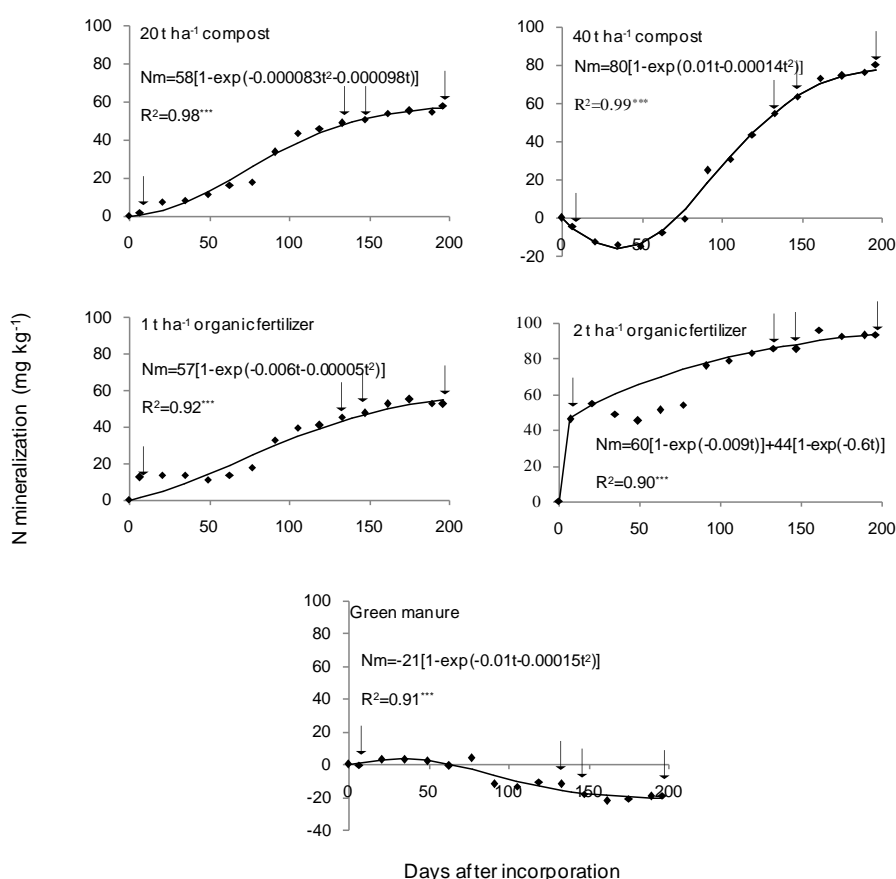 20 t ha⁻¹ compost
Nm=58[1-exp(-0.000083t²-0.000098t)]
R²=0.98***
100
80
60
40
20
0
0 50 100 150 200
40 t ha⁻¹ compost
Nm=80[1-exp(0.01t-0.00014t²)]
R²=0.99***
100
80
60
40
20
0
-20
0 50 100 150 200
N mineralization (mg kg⁻¹)
1 t ha⁻¹ organic fertilizer
Nm=57[1-exp(-0.006t-0.00005t²)]
R²=0.92***
100
80
60
40
20
0
0 50 100 150 200
2 t ha⁻¹ organic fertilizer
Nm=60[1-exp(-0.009t)]+44[1-exp(-0.6t)]
R²=0.90***
100
80
60
40
20
0
0 50 100 150 200
Green manure
Nm=-21[1-exp(-0.01t-0.00015t²)]
R²=0.91***
100
80
60
40
20
0
-20
-40
0 50 100 150 200
Days after incorporation